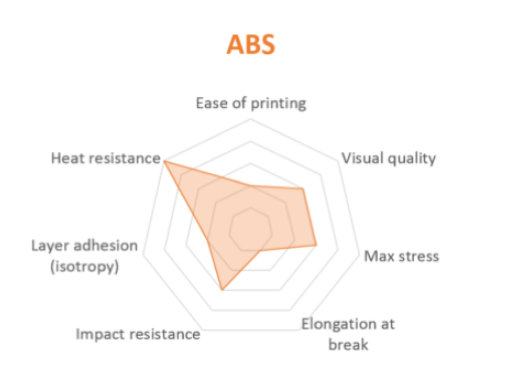 ABS
Ease of printing
Heat resistance
Visual quality
Layer adhesion
(isotropy)
Max stress
Impact resistance
Elongation at
break